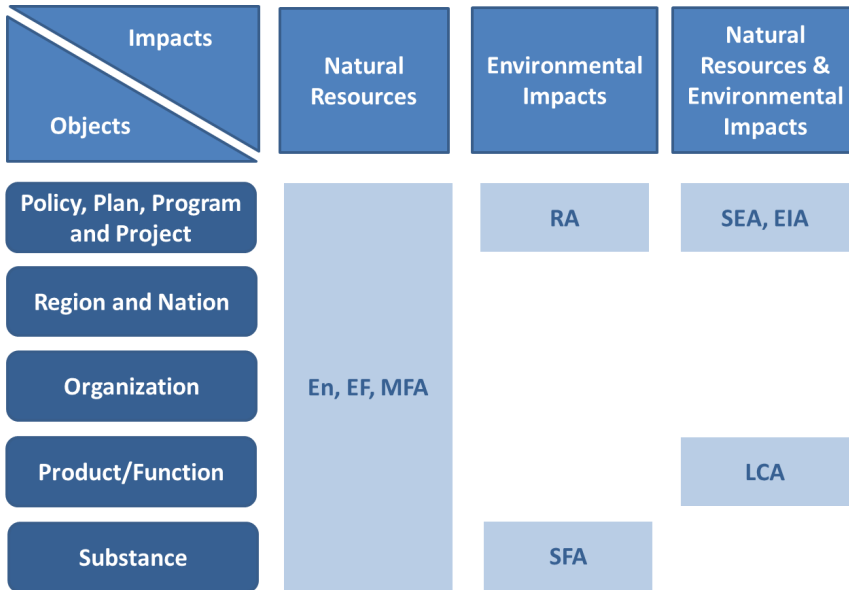 Impacts
Objects
Natural
Resources
Environmental
Impacts
Natural
Resources &
Environmental
Impacts
Policy, Plan, Program
and Project
RA
SEA, EIA
Region and Nation
Organization
En, EF, MFA
Product/Function
LCA
Substance
SFA